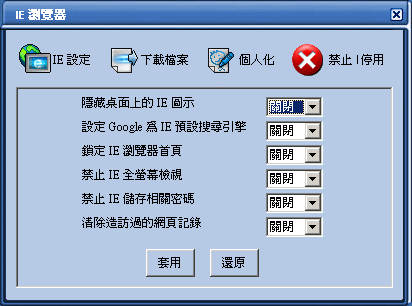 IE 瀏覽器
IE 設定 下載檔案 個人化 禁止 | 停用
隱藏桌面上的 IE 圖示 關閉
設定 Google 為 IE 預設搜尋引擎 關閉
鎖定 IE 瀏覽器首頁 關閉
禁止 IE 全螢幕檢視 關閉
禁止 IE 儲存相關密碼 關閉
清除造訪過的網頁記錄 關閉
套用 還原